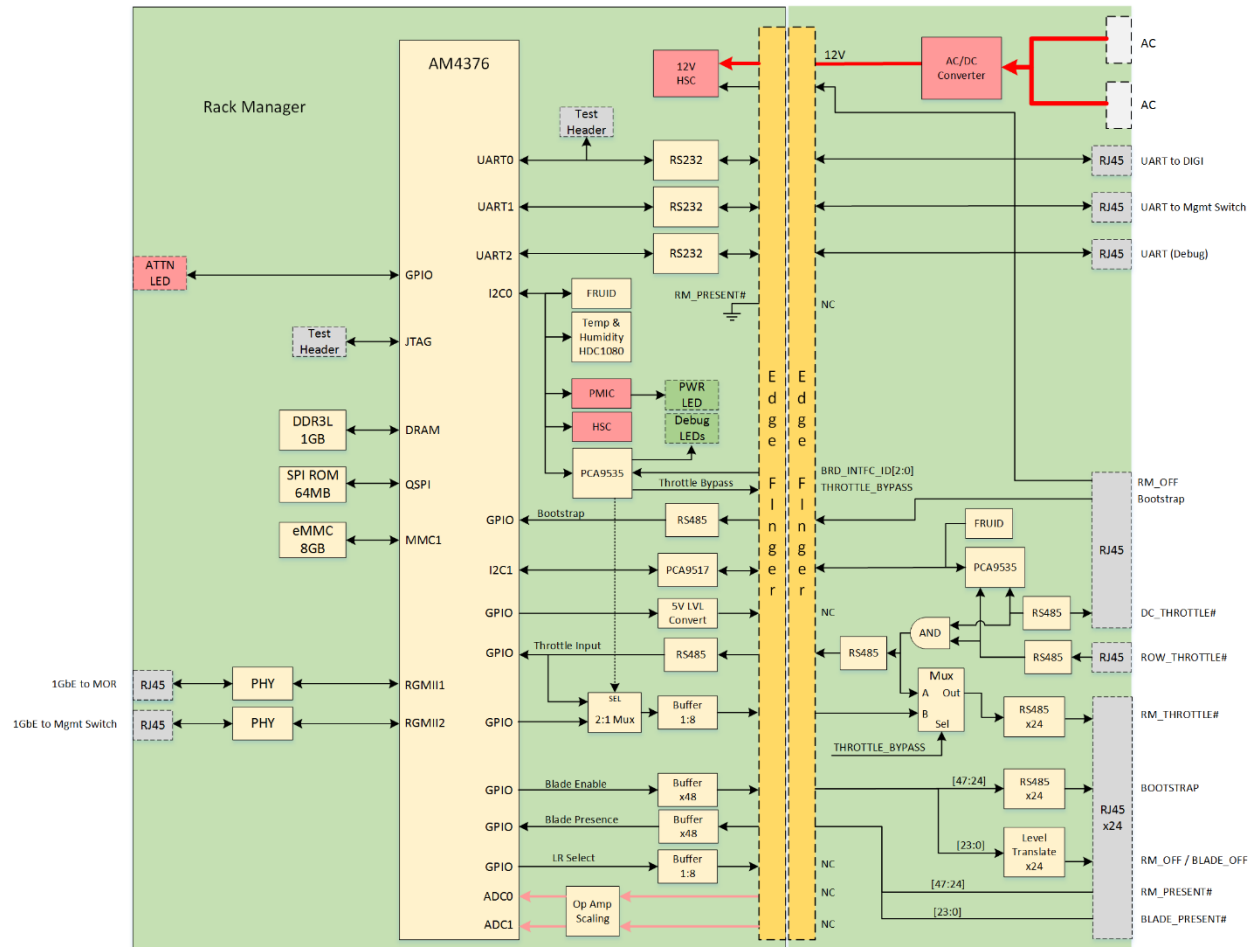 AM4376
Rack Manager
12V
HSC
12V
AC/DC
Converter
AC
AC
Test
Header
UART0
RS232
RJ45
UART to DIGI
UART1
RS232
RJ45
UART to Mgmt Switch
UART2
RS232
RJ45
UART (Debug)
ATTN
LED
GPIO
I2C0
FRUID
RM_PRESENT#
NC
Temp &
Humidity
HDC1080
Test
Header
JTAG
PMIC
PWR
LED
HSC
Debug
LEDs
Edge FInger
Edge FInger
DDR3L
1GB
DRAM
PCA9535
Throttle Bypass
BRD_INTFC_ID[2:0]
THROTTLE_BYPASS
SPI ROM
64MB
QSPI
RM_OFF
Bootstrap
GPIO
Bootstrap
RS485
FRUID
RJ45
eMMC
8GB
MMC1
I2C1
PCA9517
PCA9535
GPIO
5V LVL
Convert
NC
RS485
DC_THROTTLE#
AND
GPIO
Throttle Input
RS485
RS485
RS485
RJ45
ROW_THROTTLE#
1GbE to MOR
RJ45
PHY
RGMII1
SEL
2:1 Mux
Buffer
1:8
Mux
A Out
B
Sel
RS485
x24
RM_THROTTLE#
1GbE to Mgmt Switch
RJ45
PHY
RGMII2
GPIO
THROTTLE_BYPASS
GPIO
Blade Enable
Buffer
x48
[47:24]
RS485
x24
BOOTSTRAP
RJ45
x24
GPIO
Blade Presence
Buffer
x48
[23:0]
Level
Translate
x24
RM_OFF / BLADE_OFF
GPIO
LR Select
Buffer
1:8
NC
ADC0
Op Amp
Scaling
NC
[47:24]
RM_PRESENT#
ADC1
NC
[23:0]
BLADE_PRESENT#